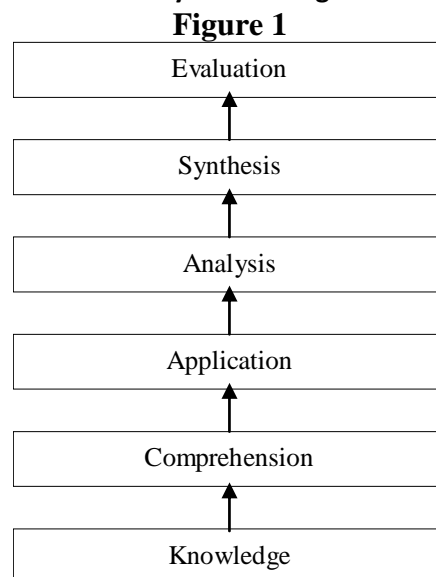 Figure 1
Evaluation
Synthesis
Analysis
Application
Comprehension
Knowledge